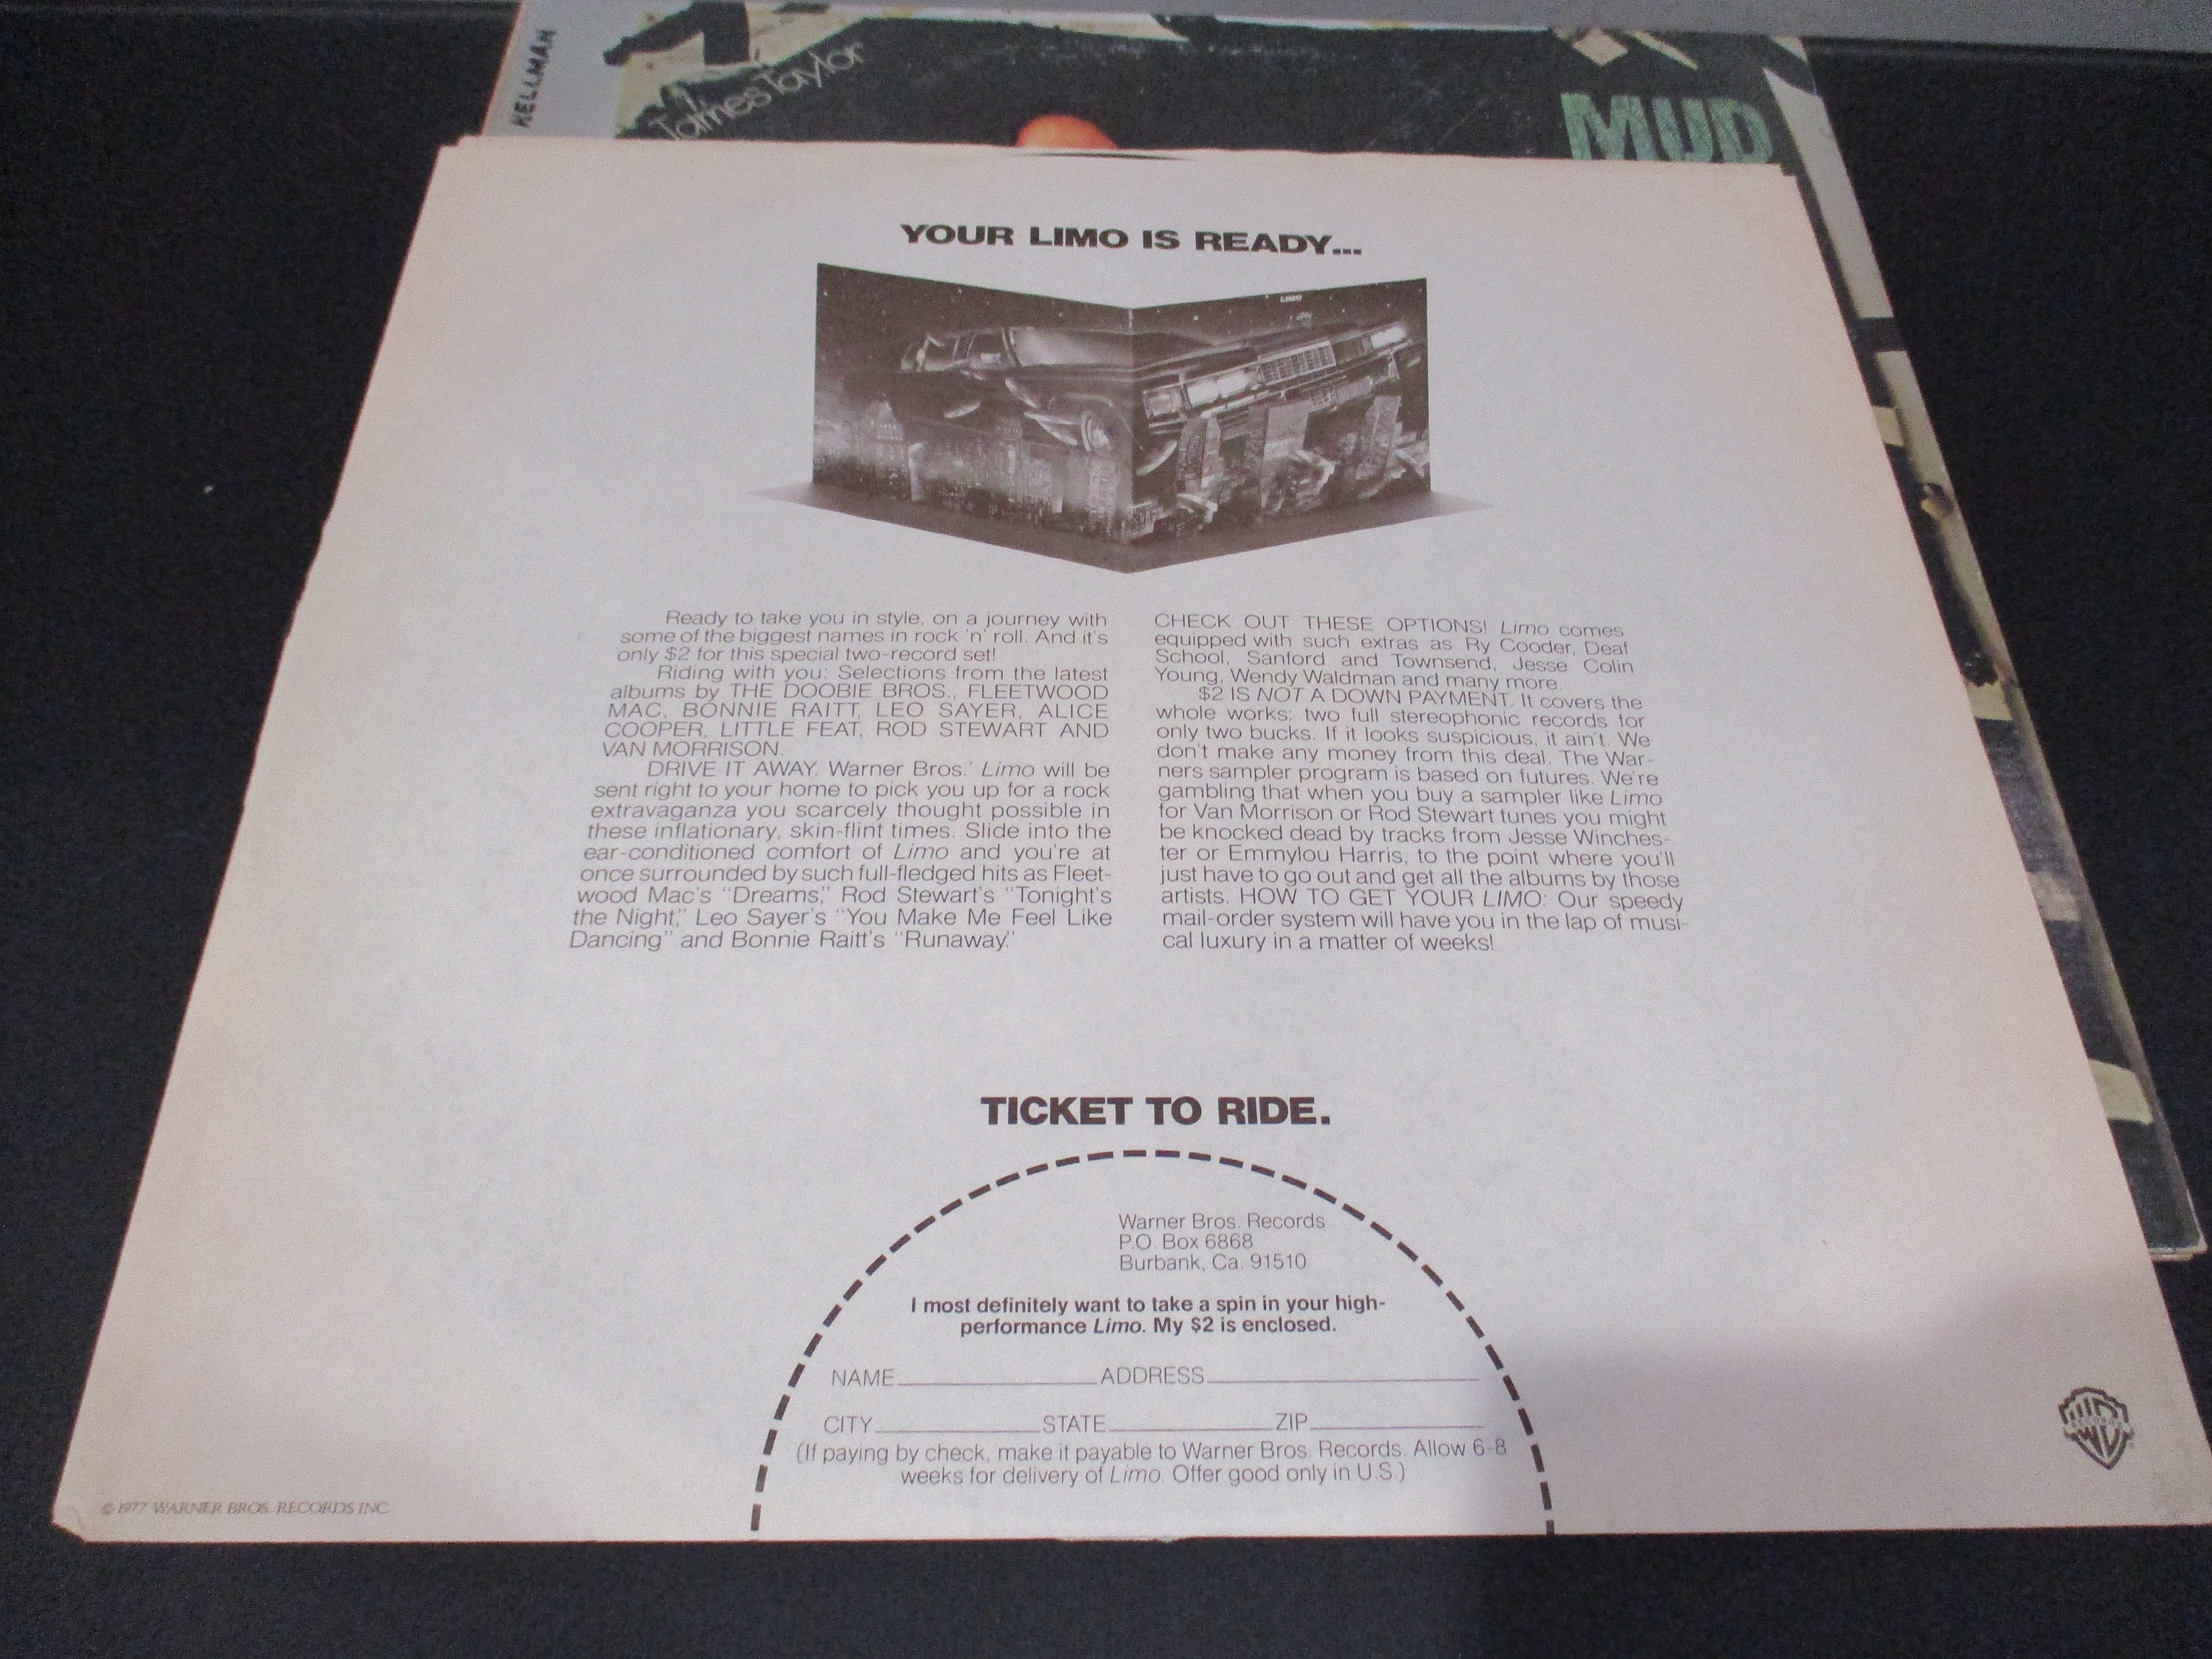 KELLMAN
James Taylor
MUD
YOUR LIMO IS READY...
LIMO
Ready to take you in style, on a journey with
some of the biggest names in rock 'n' roll. And it's
only $2 for this special two-record set!
Riding with you: Selections from the latest
albums by THE DOOBIE BROS., FLEETWOOD
MAC, BONNIE RAITT, LEO SAYER, ALICE
COOPER, LITTLE FEAT, ROD STEWART AND
VAN MORRISON.
DRIVE IT AWAY. Warner Bros.' Limo will be
sent right to your home to pick you up for a rock
extravaganza you scarcely thought possible in
these inflationary, skin-flint times. Slide into the
ear-conditioned comfort of Limo and you're at
once surrounded by such full-fledged hits as Fleet-
wood Mac's "Dreams," Rod Stewart's "Tonight's
the Night," Leo Sayer's "You Make Me Feel Like
Dancing" and Bonnie Raitt's "Runaway."
CHECK OUT THESE OPTIONS! Limo comes
equipped with such extras as Ry Cooder, Deaf
School, Sanford and Townsend, Jesse Colin
Young, Wendy Waldman and many more.
$2 IS NOT A DOWN PAYMENT. It covers the
whole works: two full stereophonic records for
only two bucks. If it looks suspicious, it ain't. We
don't make any money from this deal. The War-
ners sampler program is based on futures. We're
gambling that when you buy a sampler like Limo
for Van Morrison or Rod Stewart tunes you might
be knocked dead by tracks from Jesse Winches-
ter or Emmylou Harris, to the point where you'll
just have to go out and get all the albums by those
artists. HOW TO GET YOUR LIMO: Our speedy
mail-order system will have you in the lap of musi-
cal luxury in a matter of weeks!
TICKET TO RIDE.
Warner Bros. Records
P.O. Box 6868
Burbank, Ca. 91510
I most definitely want to take a spin in your high-
performance Limo. My $2 is enclosed.
NAME ADDRESS
CITY STATE ZIP
(If paying by check, make it payable to Warner Bros. Records. Allow 6-8
weeks for delivery of Limo. Offer good only in U.S.)
© 1977 WARNER BROS. RECORDS INC.
WB
RECORDS